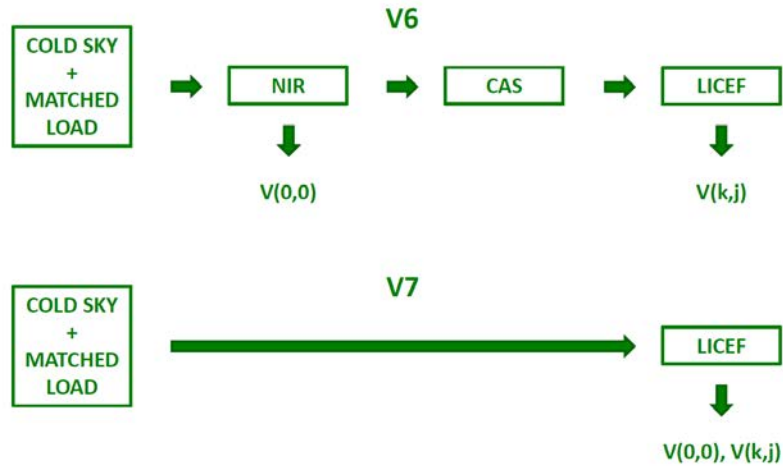 V6
COLD SKY
+
MATCHED
LOAD
NIR
CAS
LICEF
V(0,0)
V(k,j)
V7
COLD SKY
+
MATCHED
LOAD
LICEF
V(0,0), V(k,j)